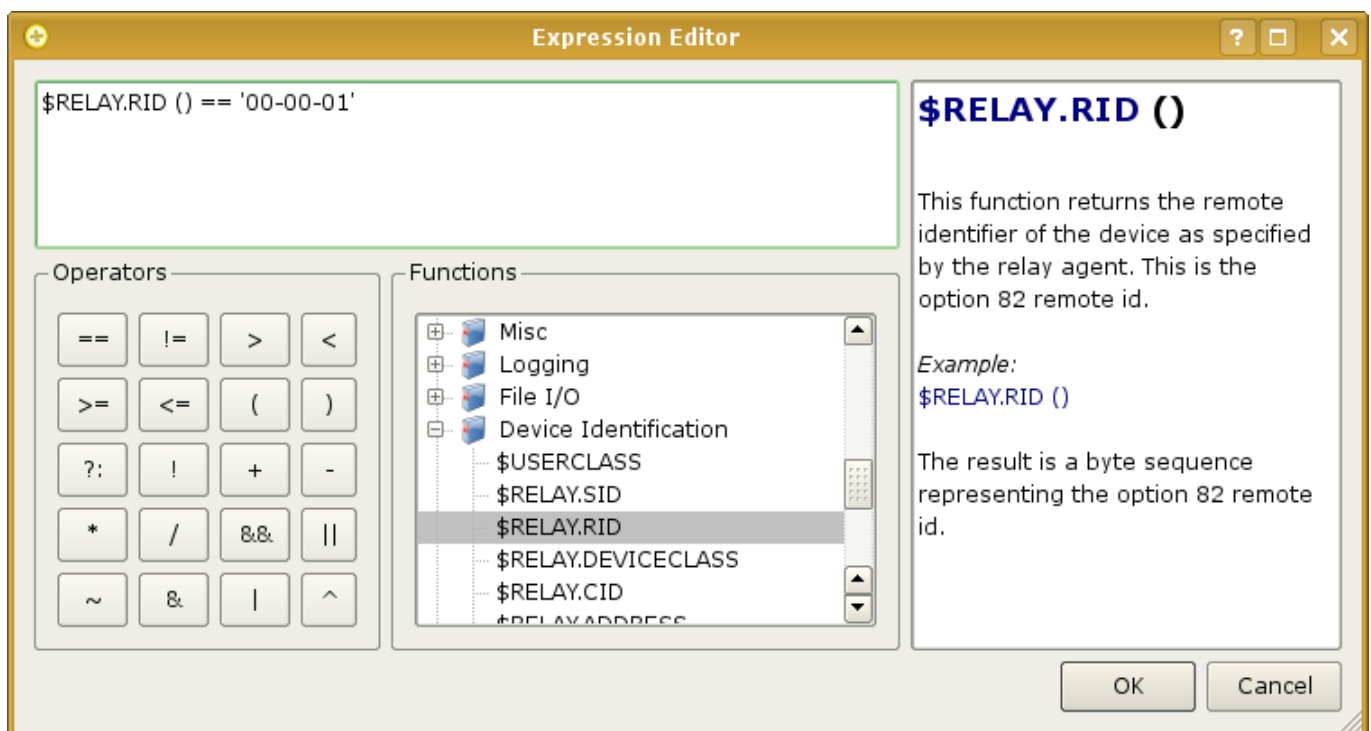 Expression Editor
?
$RELAY.RID () == '00-00-01'
Operators
== != > <
>= <= ( )
?: ! + -
* / && ||
~ & | ^
Functions
Misc
Logging
File I/O
Device Identification
$USERCLASS
$RELAY.SID
$RELAY.RID
$RELAY.DEVICECLASS
$RELAY.CID
$RELAY.ADDRESS
$RELAY.RID ()
This function returns the remote
identifier of the device as specified
by the relay agent. This is the
option 82 remote id.
Example:
$RELAY.RID ()
The result is a byte sequence
representing the option 82 remote
id.
OK
Cancel